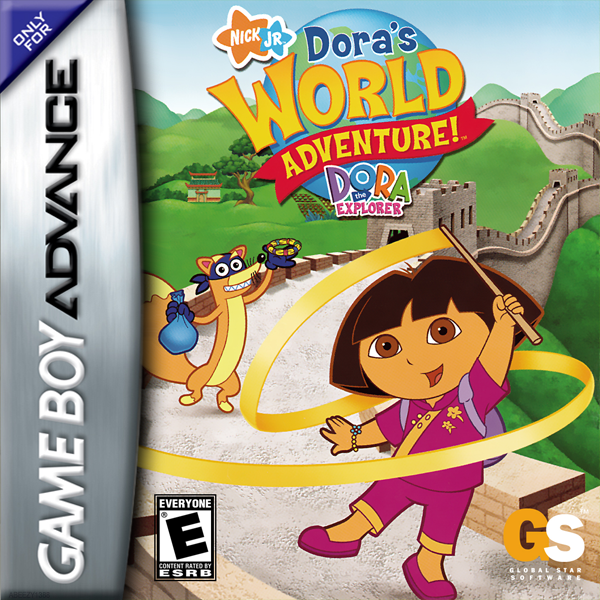 ONLY
FOR
GAME BOY ADVANCE
NICK JR
Dora's
WORLD
ADVENTURE!™
DORA
the
EXPLORER
EVERYONE
E
®
CONTENT RATED BY
ESRB
GS
GLOBAL STAR
SOFTWARE